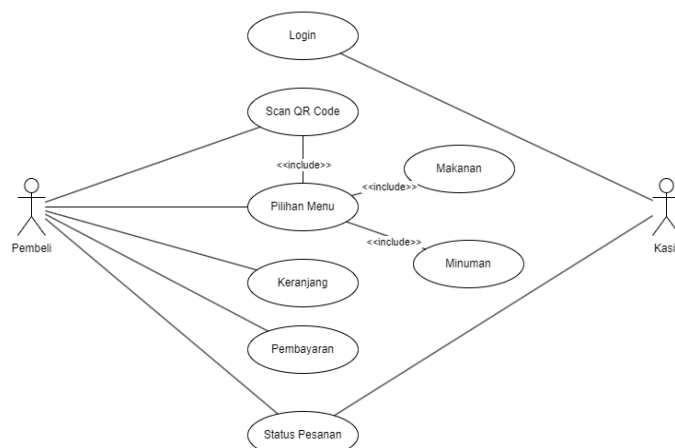 Login
Scan QR Code
<<include>>
Makanan
<<include>>
Pilihan Menu
Pembeli
Kasi
<<include>>
Minuman
Keranjang
Pembayaran
Status Pesanan